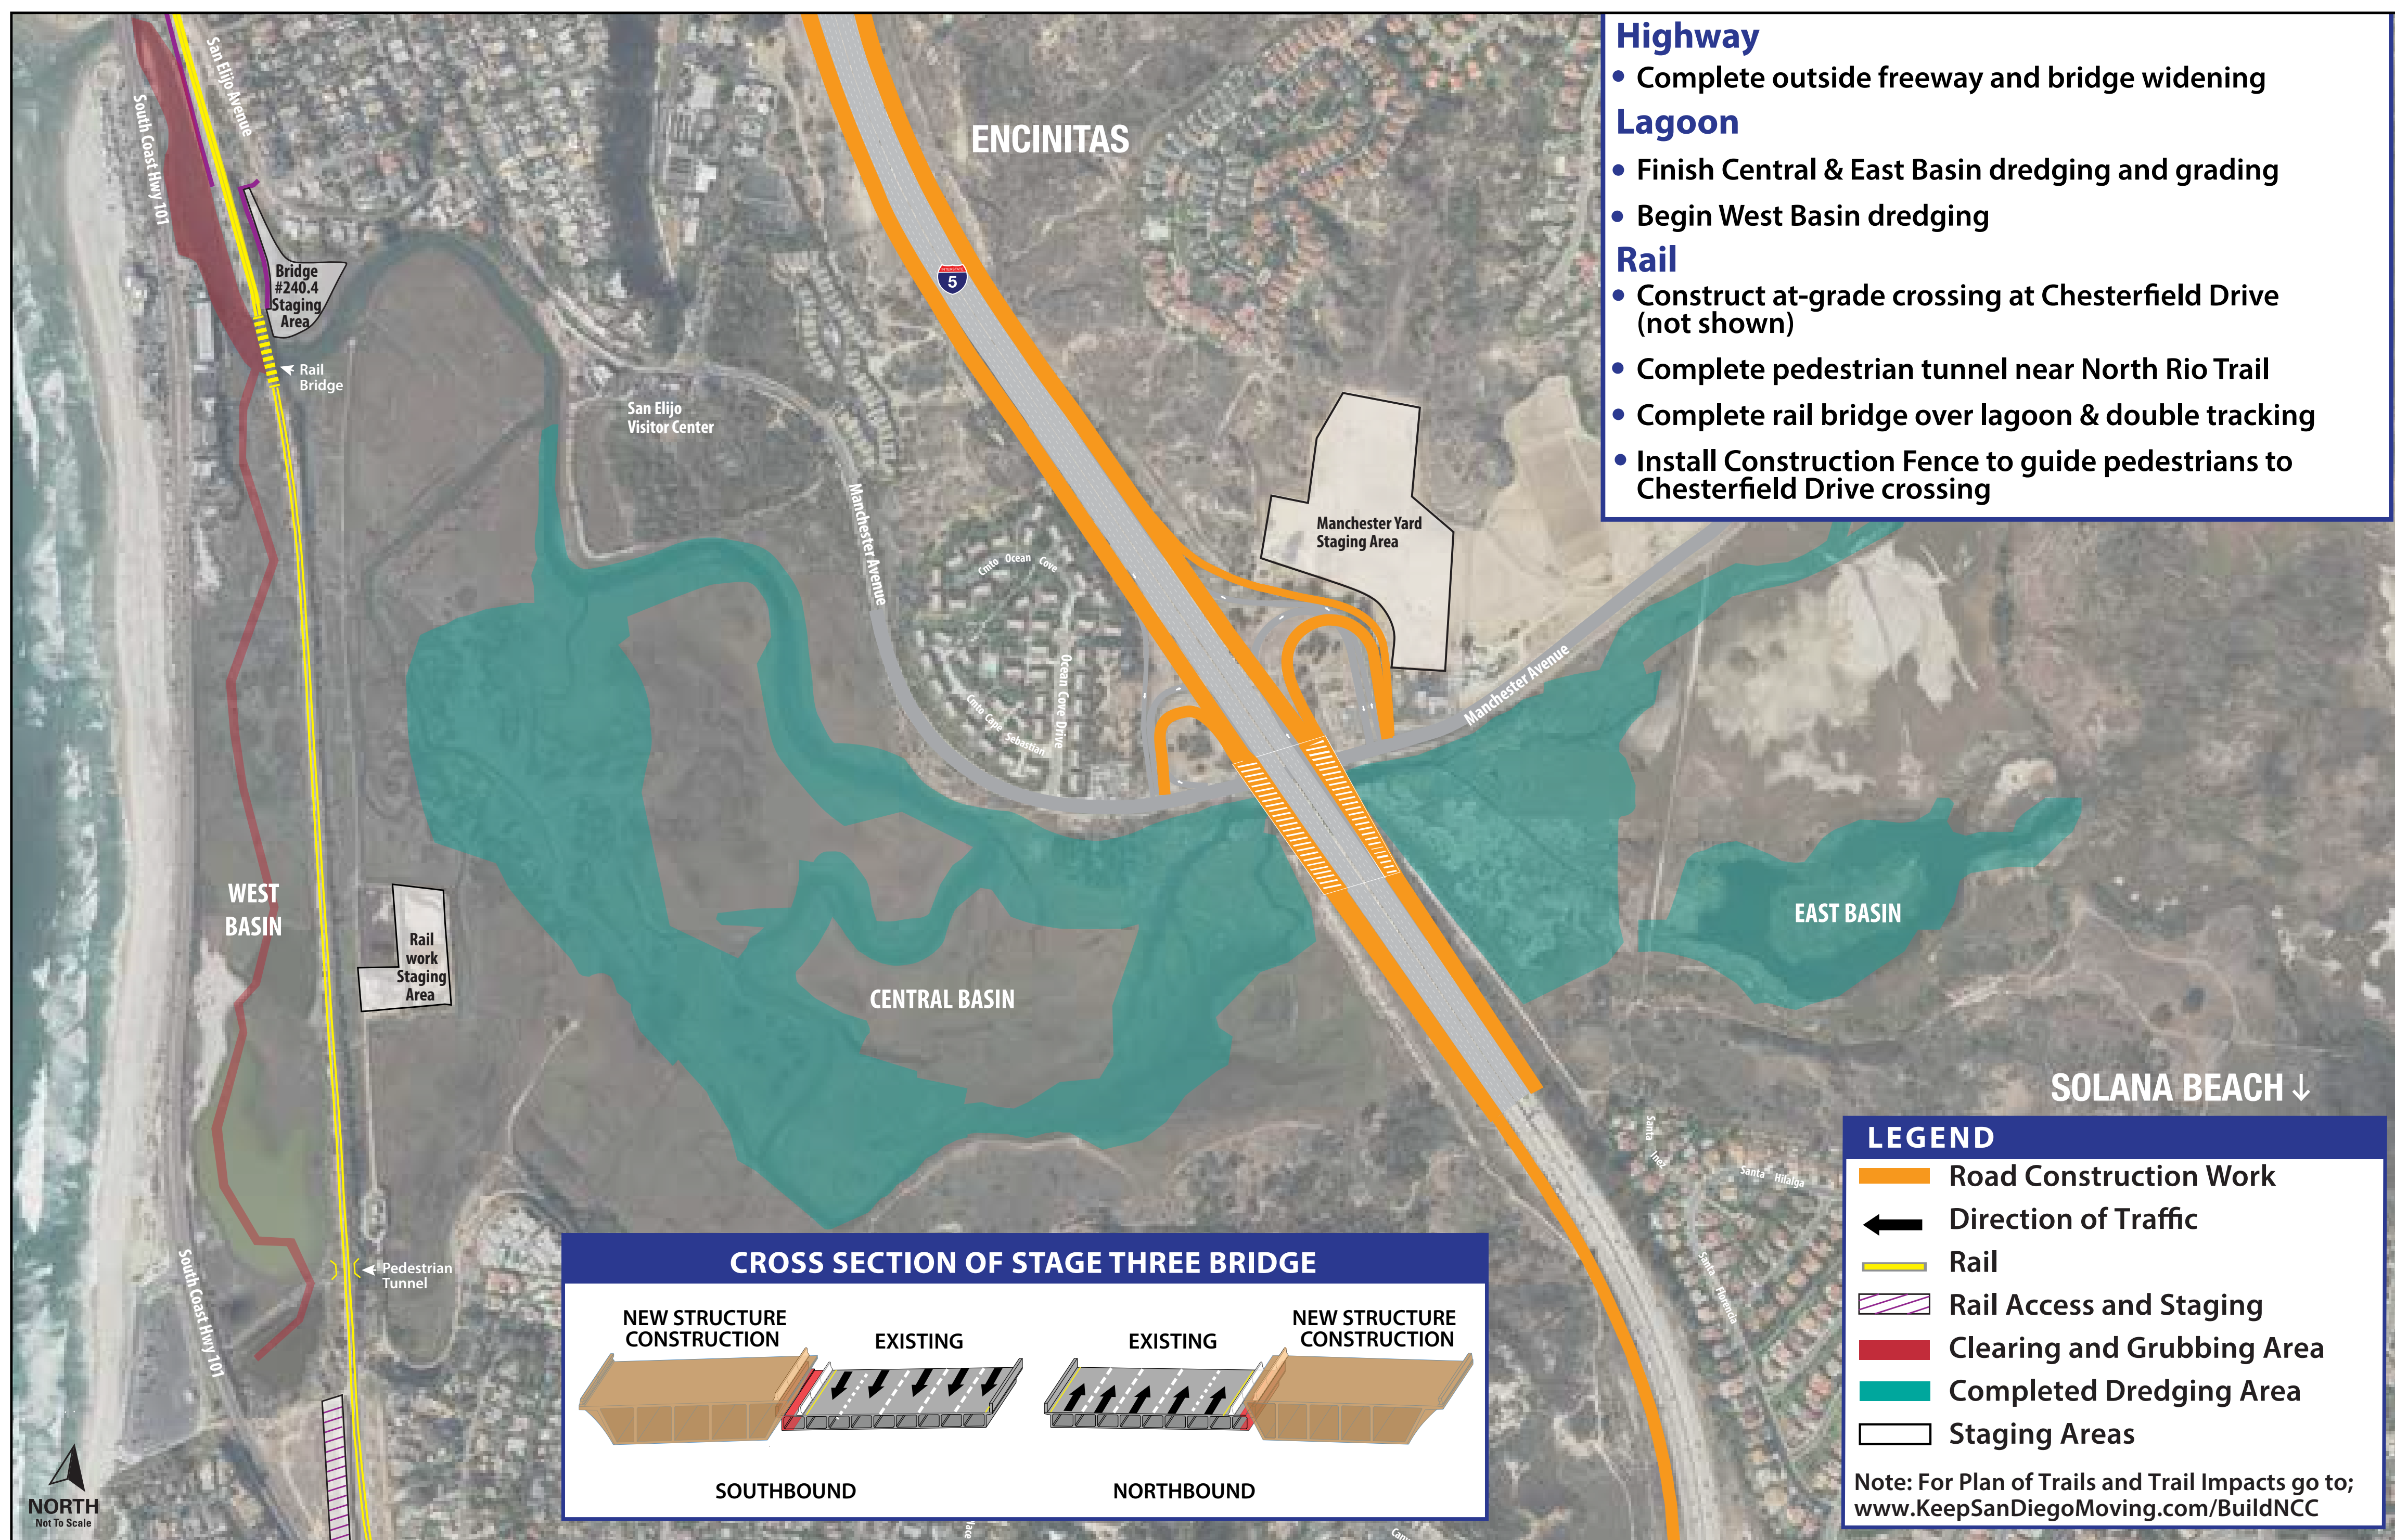 Highway
• Complete outside freeway and bridge widening
Lagoon
• Finish Central & East Basin dredging and grading
• Begin West Basin dredging
Rail
• Construct at-grade crossing at Chesterfield Drive
(not shown)
• Complete pedestrian tunnel near North Rio Trail
• Complete rail bridge over lagoon & double tracking
• Install Construction Fence to guide pedestrians to
Chesterfield Drive crossing
San Elijo Avenue
South Coast Hwy 101
ENCINITAS
5
Bridge
#240.4
Staging
Area
Rail
Bridge
San Elijo
Visitor Center
Manchester Avenue
Manchester Yard
Staging Area
Cmto Ocean Cove
Ocean Cove Drive
Cmto Cape Sebastian
Manchester Avenue
WEST
BASIN
Rail
work
Staging
Area
CENTRAL BASIN
EAST BASIN
SOLANA BEACH ↓
Santa Inez
Santa Hilalga
Santa Florencia
Pedestrian
Tunnel
South Coast Hwy 101
NORTH
Not To Scale
CROSS SECTION OF STAGE THREE BRIDGE
NEW STRUCTURE
CONSTRUCTION
EXISTING
EXISTING
NEW STRUCTURE
CONSTRUCTION
SOUTHBOUND
NORTHBOUND
LEGEND
Road Construction Work
Direction of Traffic
Rail
Rail Access and Staging
Clearing and Grubbing Area
Completed Dredging Area
Staging Areas
Note: For Plan of Trails and Trail Impacts go to;
www.KeepSanDiegoMoving.com/BuildNCC